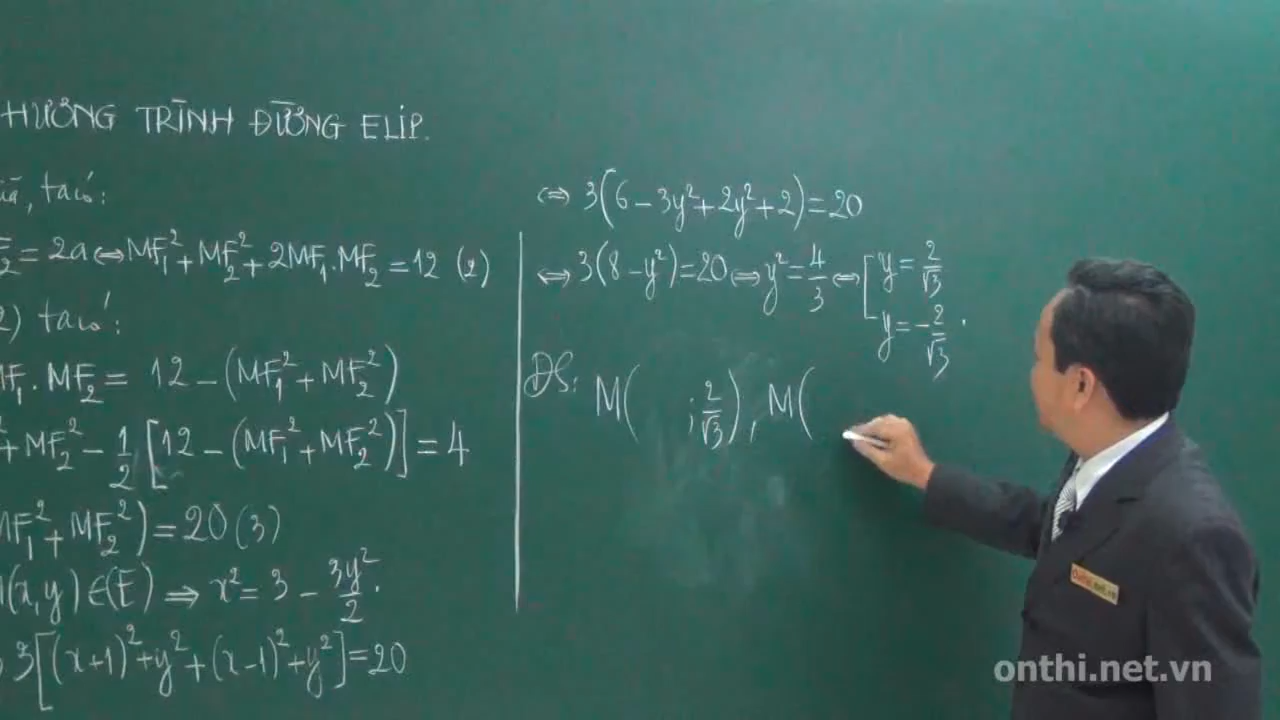 HƯƠNG TRÌNH ĐƯỜNG ELIP.
, ta có:
= 2a ⇔ MF₁² + MF₂² + 2MF₁.MF₂ = 12 (2)
2) ta có:
MF₁.MF₂ = 12 - (MF₁² + MF₂²)
+ MF₂² - 1/2 [12 - (MF₁² + MF₂²)] = 4
MF₁² + MF₂²) = 20 (3)
(x,y) ∈ (E) ⇒ x² = 3 - 3y²/2.
3[(x+1)² + y² + (x-1)² + y²] = 20
⇔ 3(6 - 3y² + 2y² + 2) = 20
⇔ 3(8 - y²) = 20 ⇔ y² = 4/3 ⇔ [ y = 2/√3
y = -2/√3.
ĐS: M( ; 2/√3), M(
onthi.net.vn